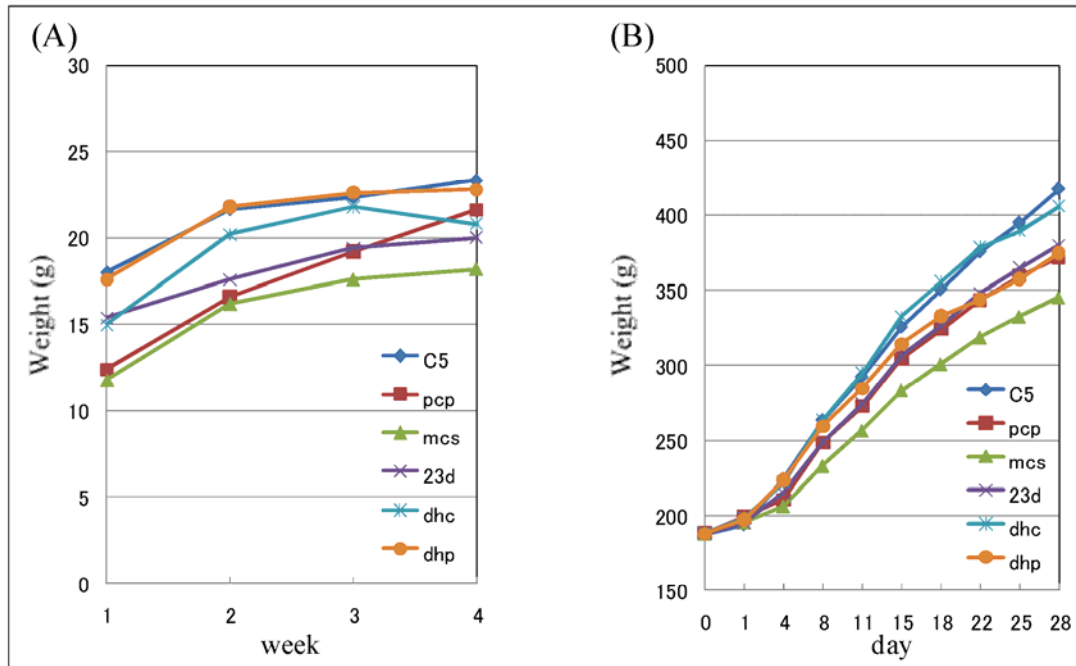 (A)
30
25
20
15
10
5
0
Weight (g)
1 2 3 4
week
C5
pcp
mcs
23d
dhc
dhp
(B)
500
450
400
350
300
250
200
150
Weight (g)
0 1 4 8 11 15 18 22 25 28
day
C5
pcp
mcs
23d
dhc
dhp